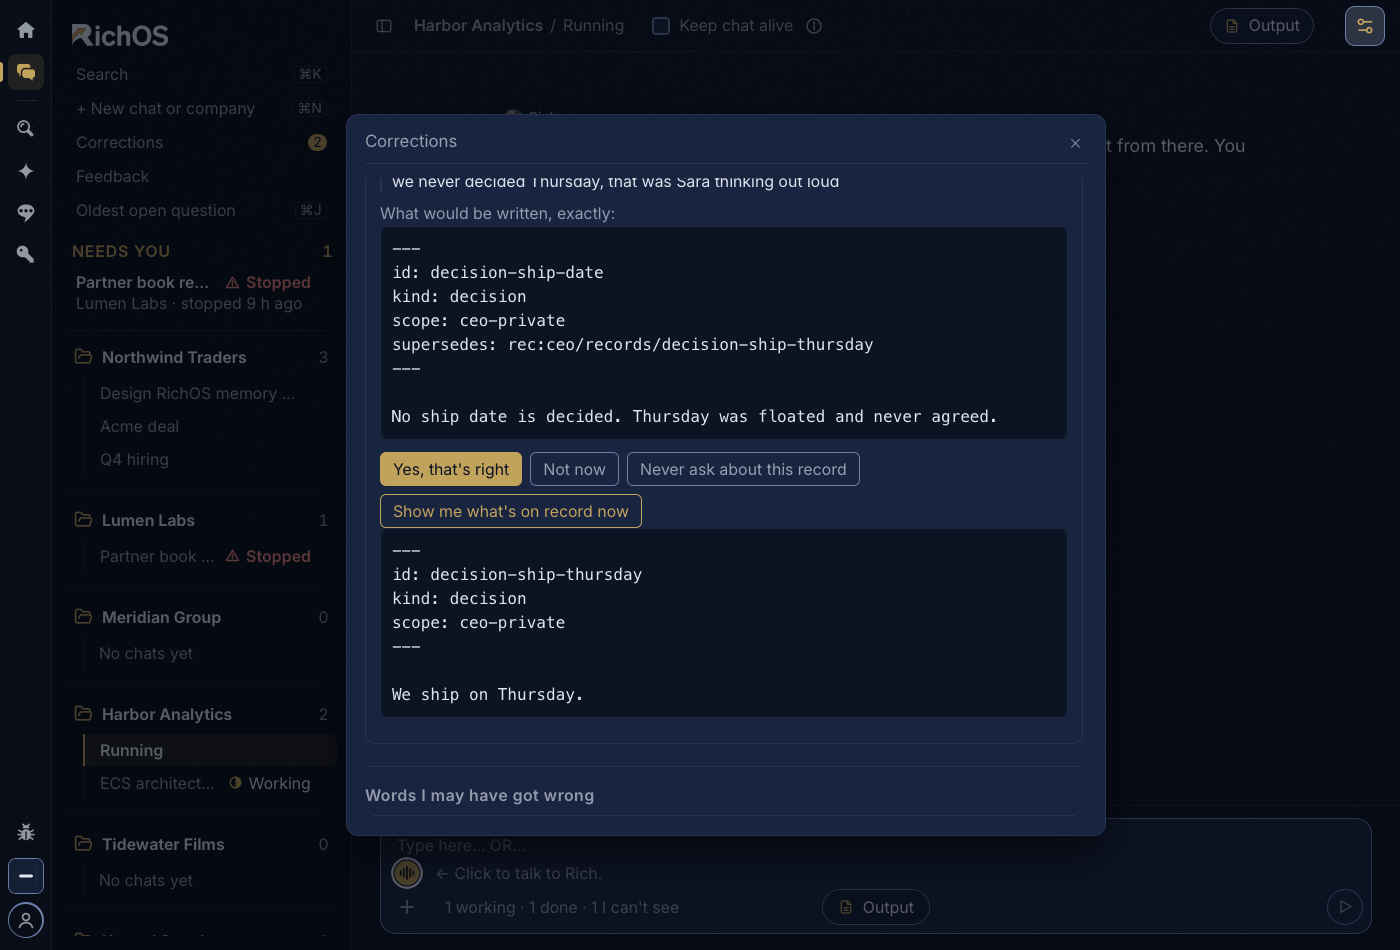 RichOS
Search ⌘K
+ New chat or company ⌘N
Corrections 2
Feedback
Oldest open question ⌘J
NEEDS YOU 1
Partner book re... Stopped
Lumen Labs · stopped 9 h ago
Northwind Traders 3
Design RichOS memory ...
Acme deal
Q4 hiring
Lumen Labs 1
Partner book ... Stopped
Meridian Group 0
No chats yet
Harbor Analytics 2
Running
ECS architect... Working
Tidewater Films 0
No chats yet
Harbor Analytics / Running
Keep chat alive
Output
t from there. You
Corrections
we never decided Thursday, that was Sara thinking out loud
What would be written, exactly:
---
id: decision-ship-date
kind: decision
scope: ceo-private
supersedes: rec:ceo/records/decision-ship-thursday
---
No ship date is decided. Thursday was floated and never agreed.
Yes, that's right
Not now
Never ask about this record
Show me what's on record now
---
id: decision-ship-thursday
kind: decision
scope: ceo-private
---
We ship on Thursday.
Words I may have got wrong
Type here... OR...
← Click to talk to Rich.
1 working · 1 done · 1 I can't see
Output